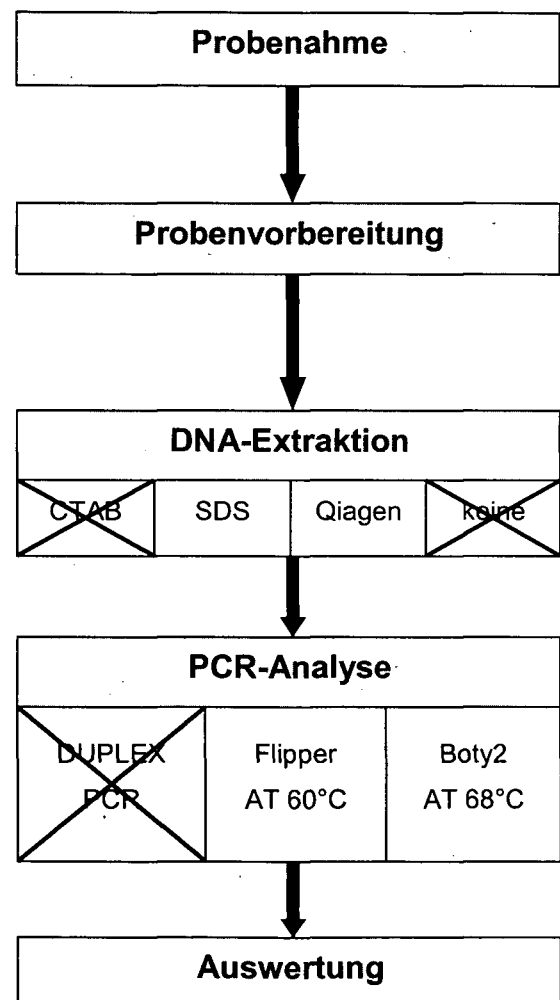 Probenahme
Probenvorbereitung
DNA-Extraktion
CTAB SDS Qiagen keine
PCR-Analyse
DUPLEX Flipper Boty2
PCR AT 60°C AT 68°C
Auswertung